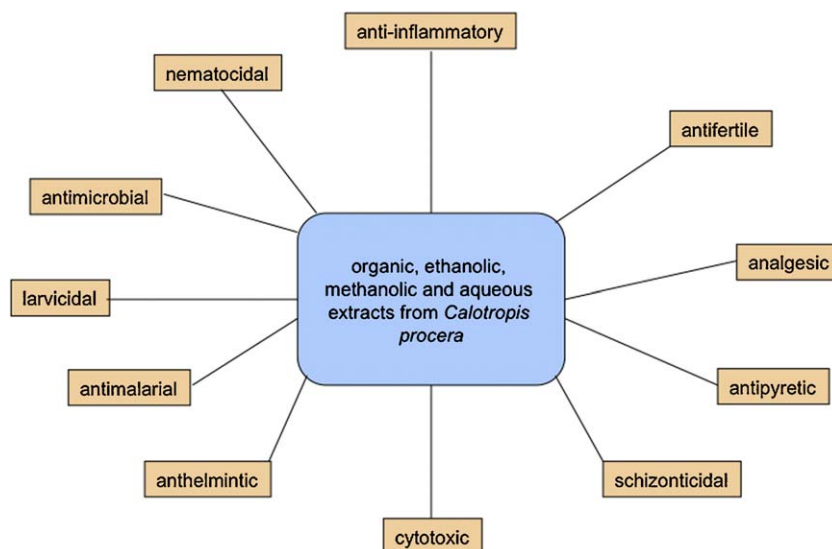 anti-inflammatory
nematocidal
antifertile
antimicrobial
analgesic
organic, ethanolic,
methanolic and aqueous
extracts from Calotropis
procera
larvicidal
antimalarial
antipyretic
anthelmintic
schizonticidal
cytotoxic